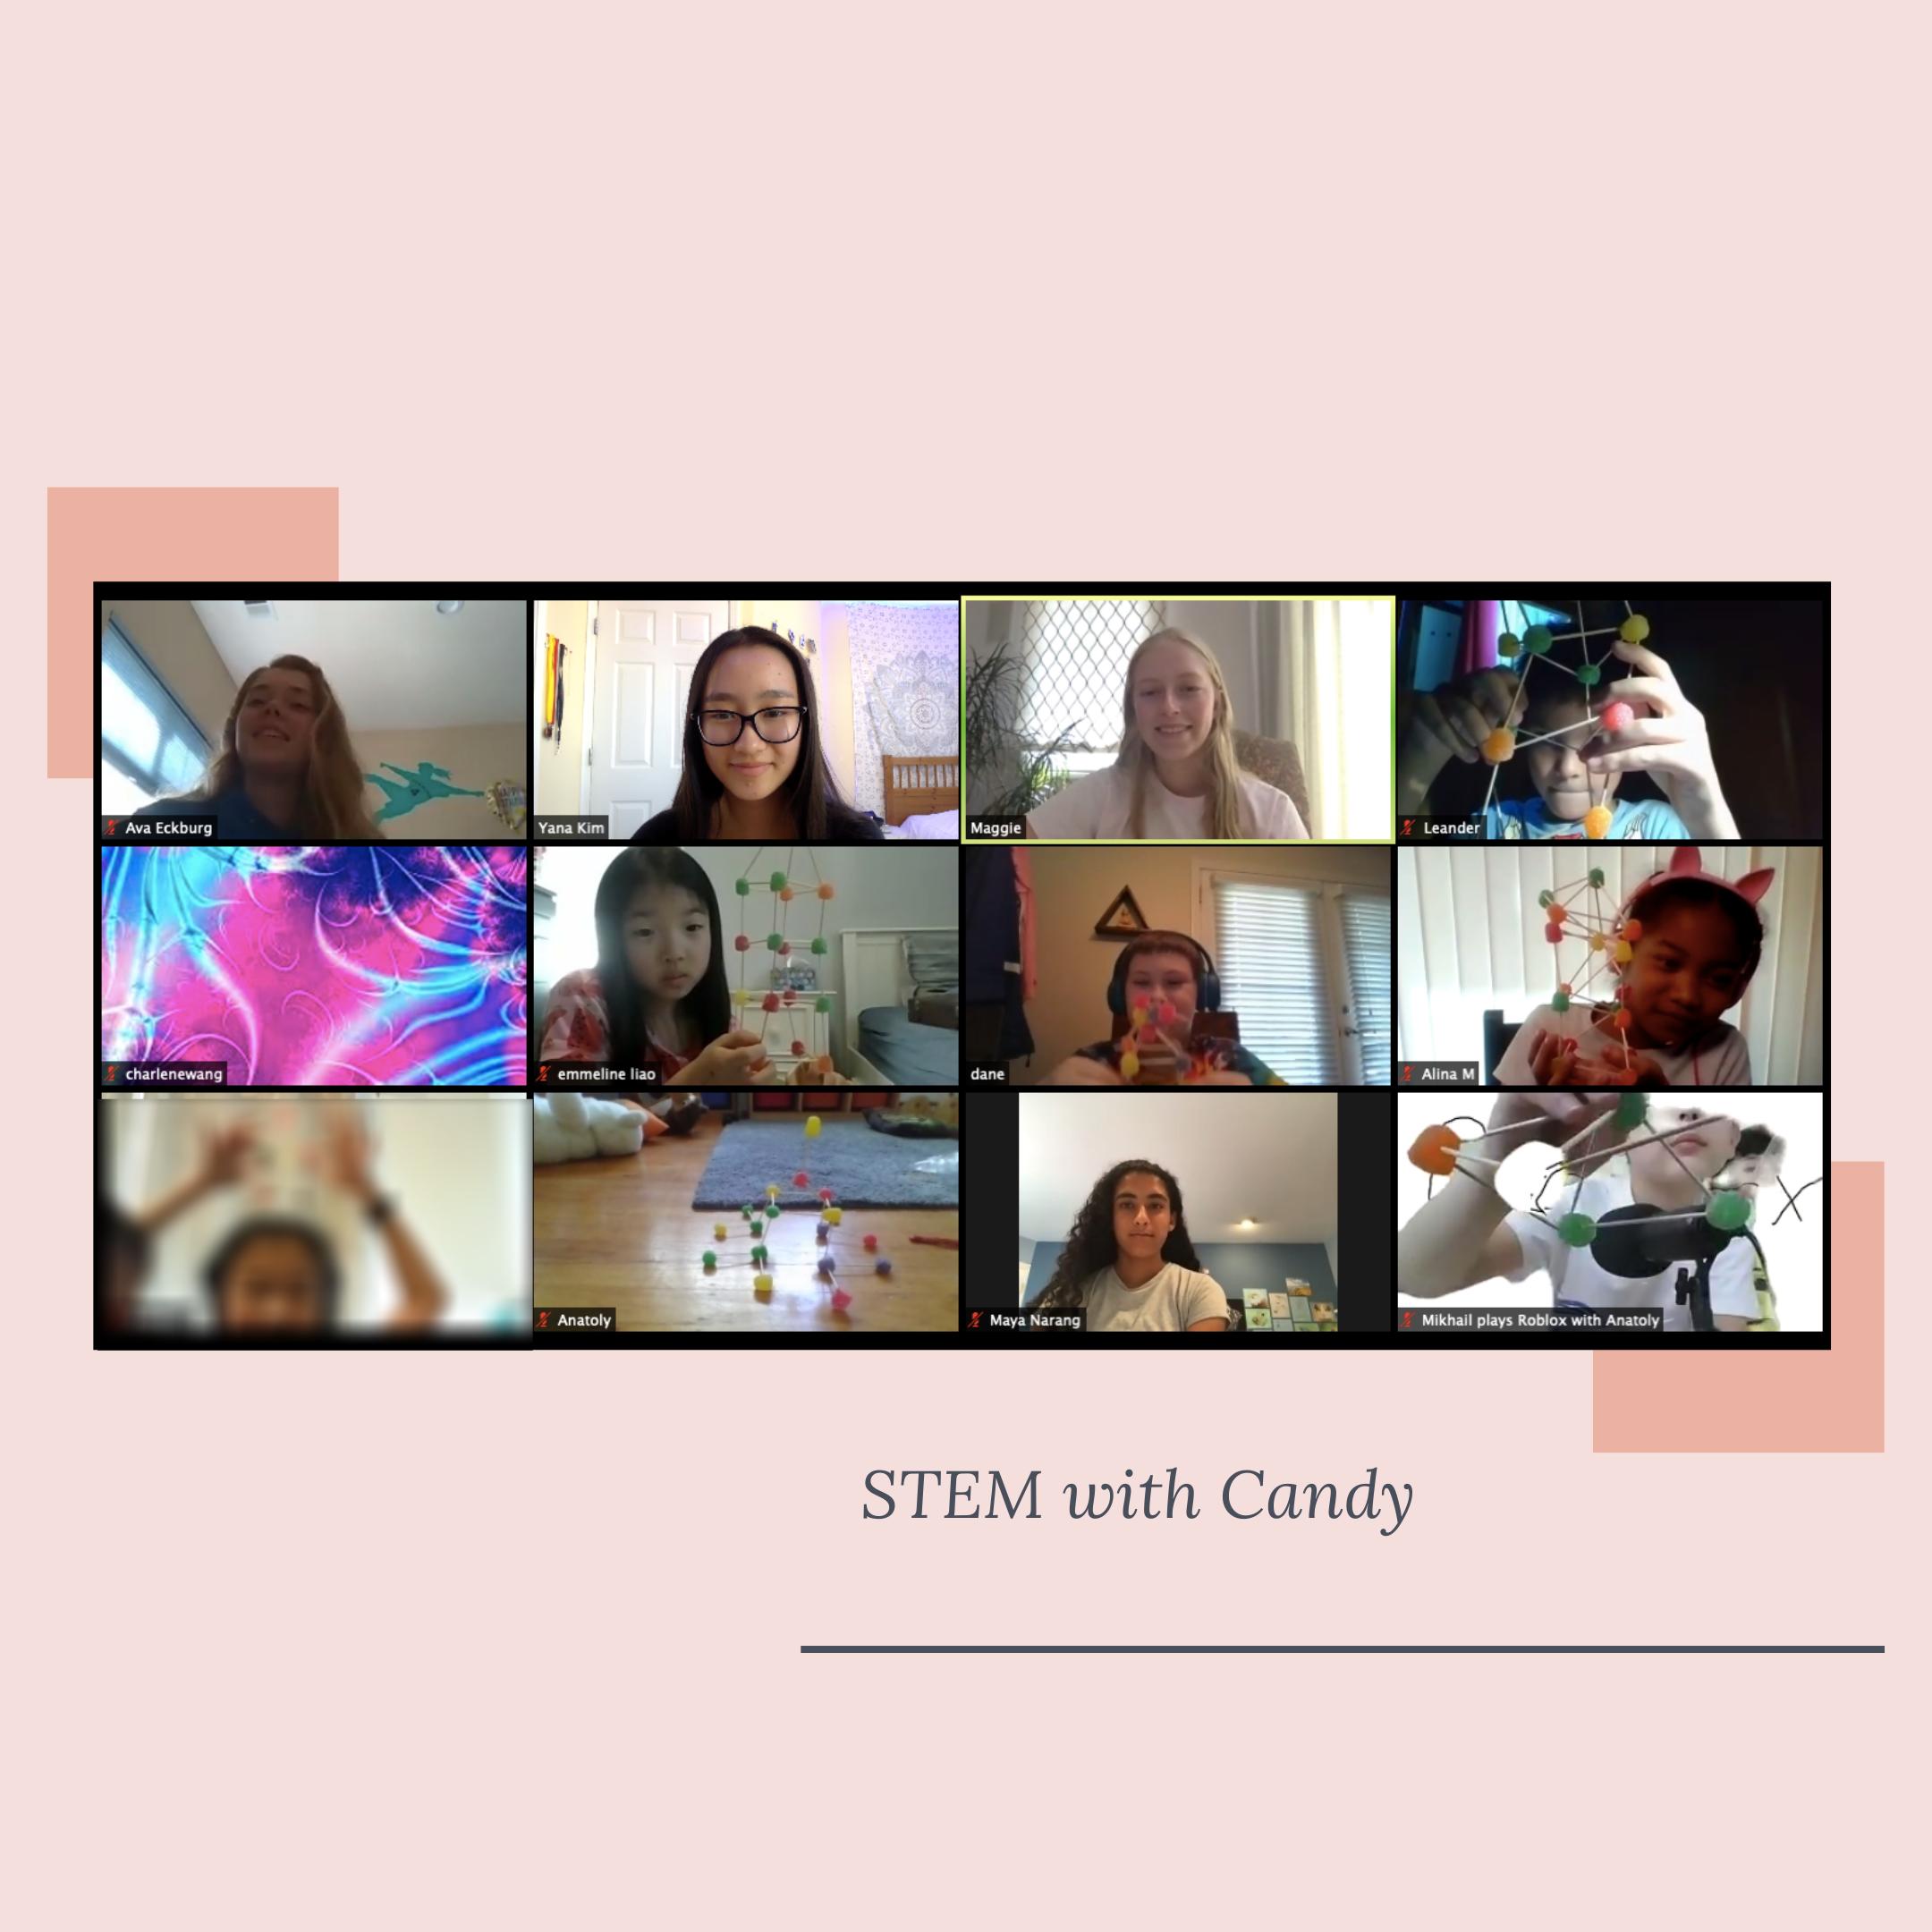 Ava Eckburg
Yana Kim
Maggie
Leander
charlenewang
emmeline liao
dane
Alina M
Anatoly
Maya Narang
Mikhail plays Roblox with Anatoly
STEM with Candy